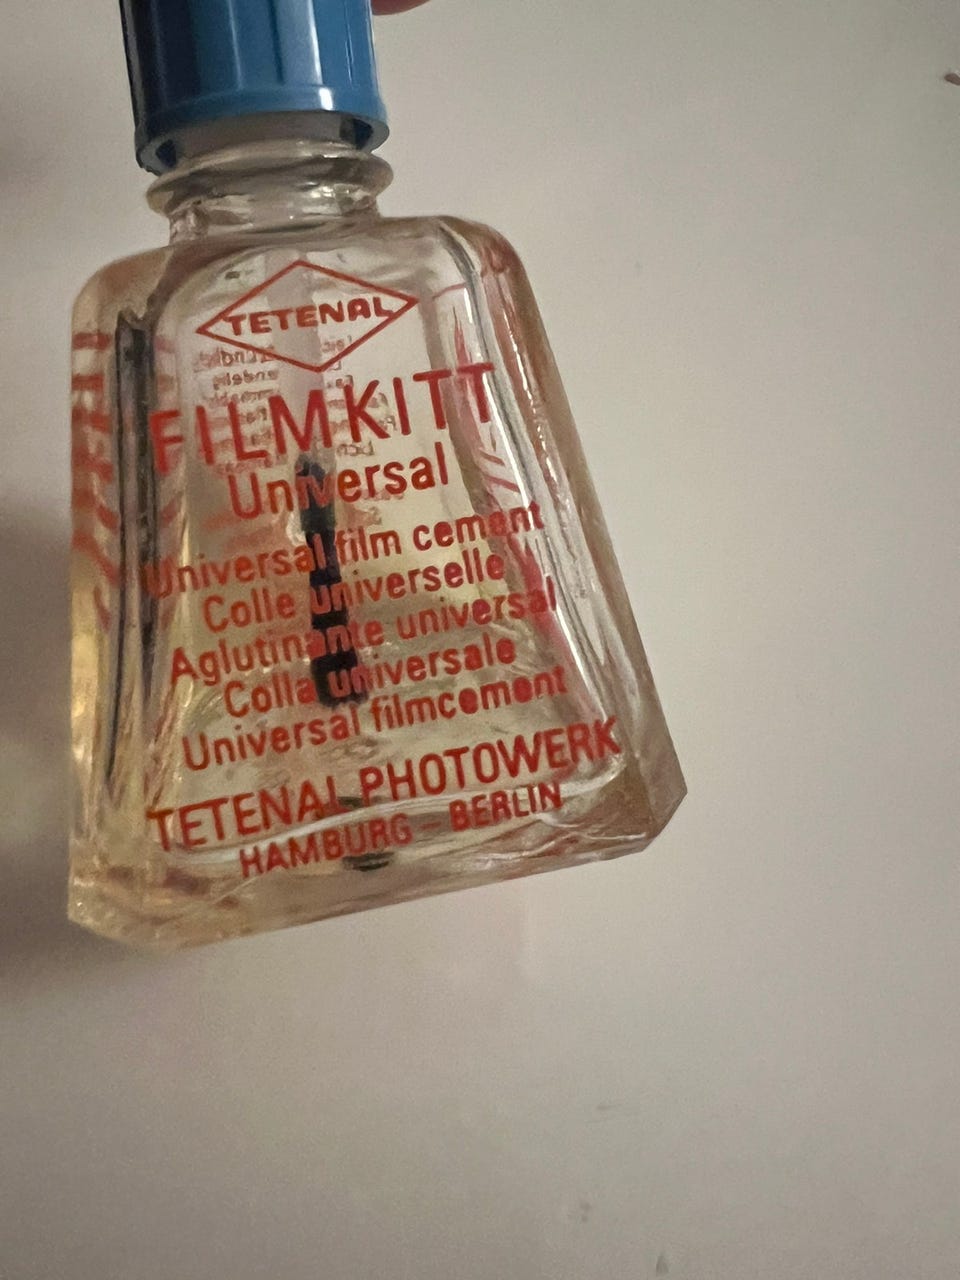 TETENAL
FILMKITT
Universal
Universal film cement
Colle universelle
Aglutinante universal
Colla universale
Universal filmcement
TETENAL PHOTOWERK
HAMBURG - BERLIN